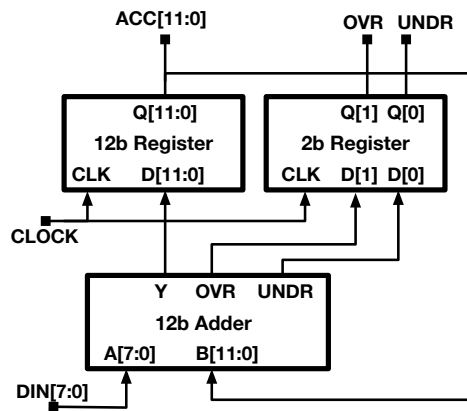 ACC[11:0] OVR UNDR
Q[11:0] Q[1] Q[0]
12b Register 2b Register
CLK D[11:0] CLK D[1] D[0]
CLOCK
Y OVR UNDR
12b Adder
A[7:0] B[11:0]
DIN[7:0]